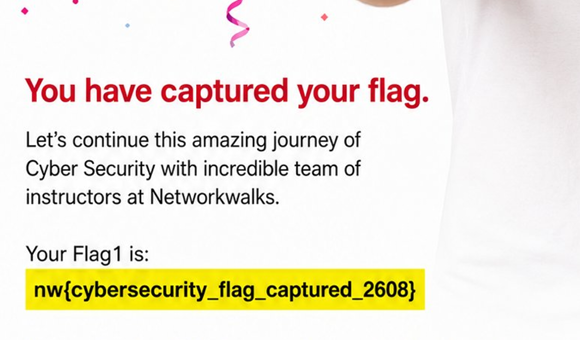 You have captured your flag.
Let's continue this amazing journey of
Cyber Security with incredible team of
instructors at Networkwalks.
Your Flag1 is:
nw{cybersecurity_flag_captured_2608}